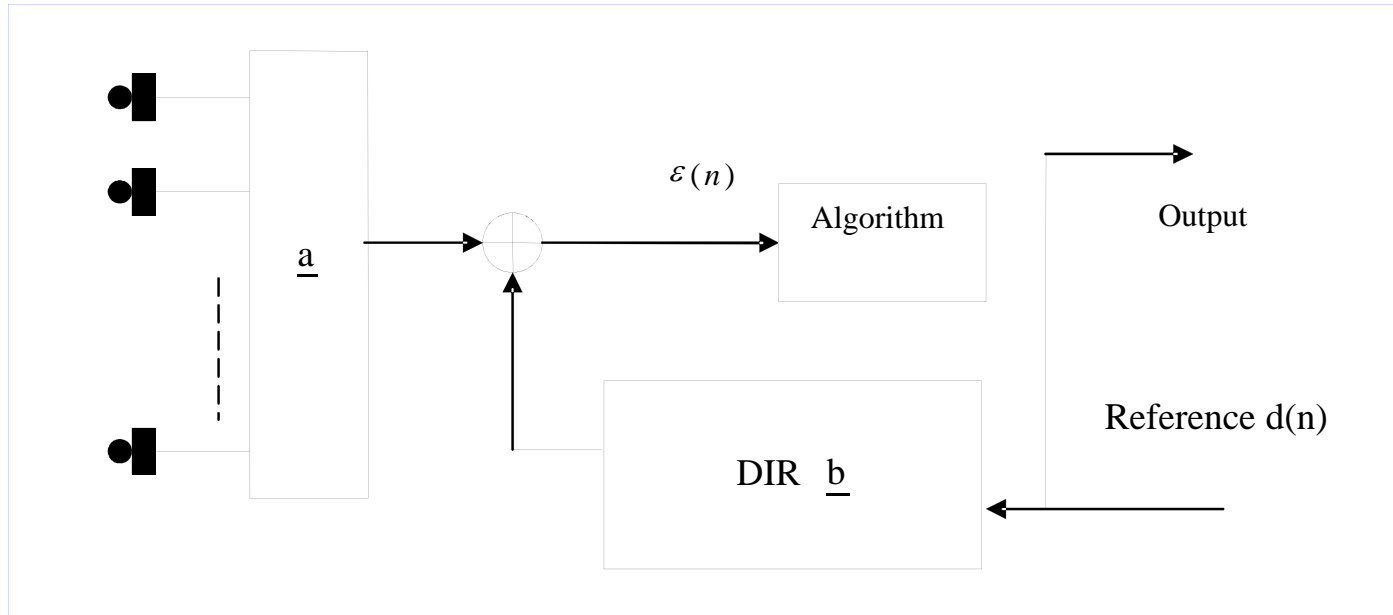 ε(n)
Algorithm
Output
a
Reference d(n)
DIR b